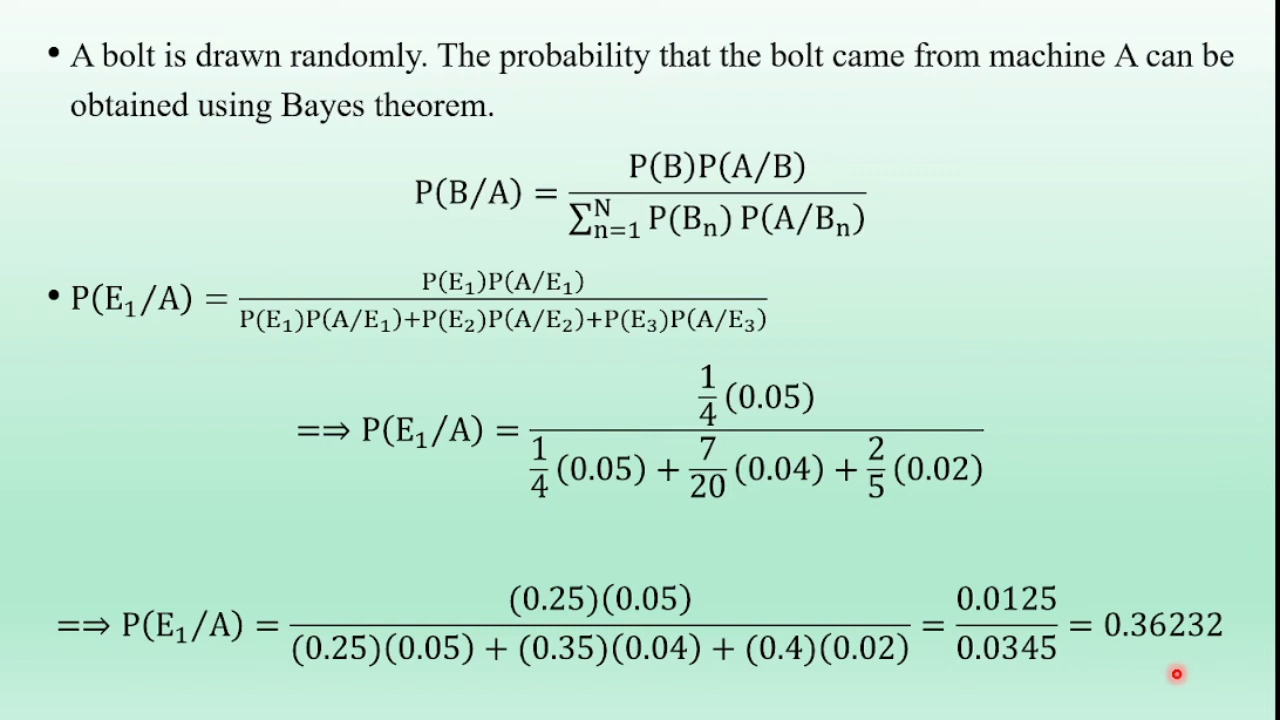 • A bolt is drawn randomly. The probability that the bolt came from machine A can be
obtained using Bayes theorem.
P(B/A) = P(B)P(A/B) / ∑ᴺₙ₌₁ P(Bₙ) P(A/Bₙ)
• P(E₁/A) = P(E₁)P(A/E₁) / P(E₁)P(A/E₁)+P(E₂)P(A/E₂)+P(E₃)P(A/E₃)
=⇒ P(E₁/A) = 1/4 (0.05) / 1/4 (0.05) + 7/20 (0.04) + 2/5 (0.02)
=⇒ P(E₁/A) = (0.25)(0.05) / (0.25)(0.05) + (0.35)(0.04) + (0.4)(0.02) = 0.0125 / 0.0345 = 0.36232